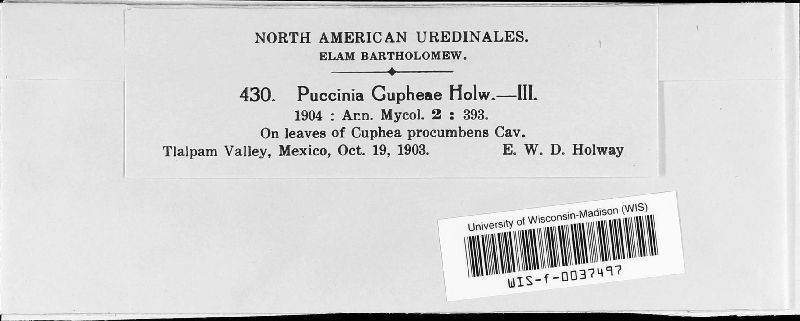 NORTH AMERICAN UREDINALES.
ELAM BARTHOLOMEW.
430. Puccinia Cupheae Holw.—III.
1904 : Ann. Mycol. 2 : 393.
On leaves of Cuphea procumbens Cav.
Tlalpam Valley, Mexico, Oct. 19, 1903. E. W. D. Holway
University of Wisconsin-Madison (WIS)
WIS-f-0037497